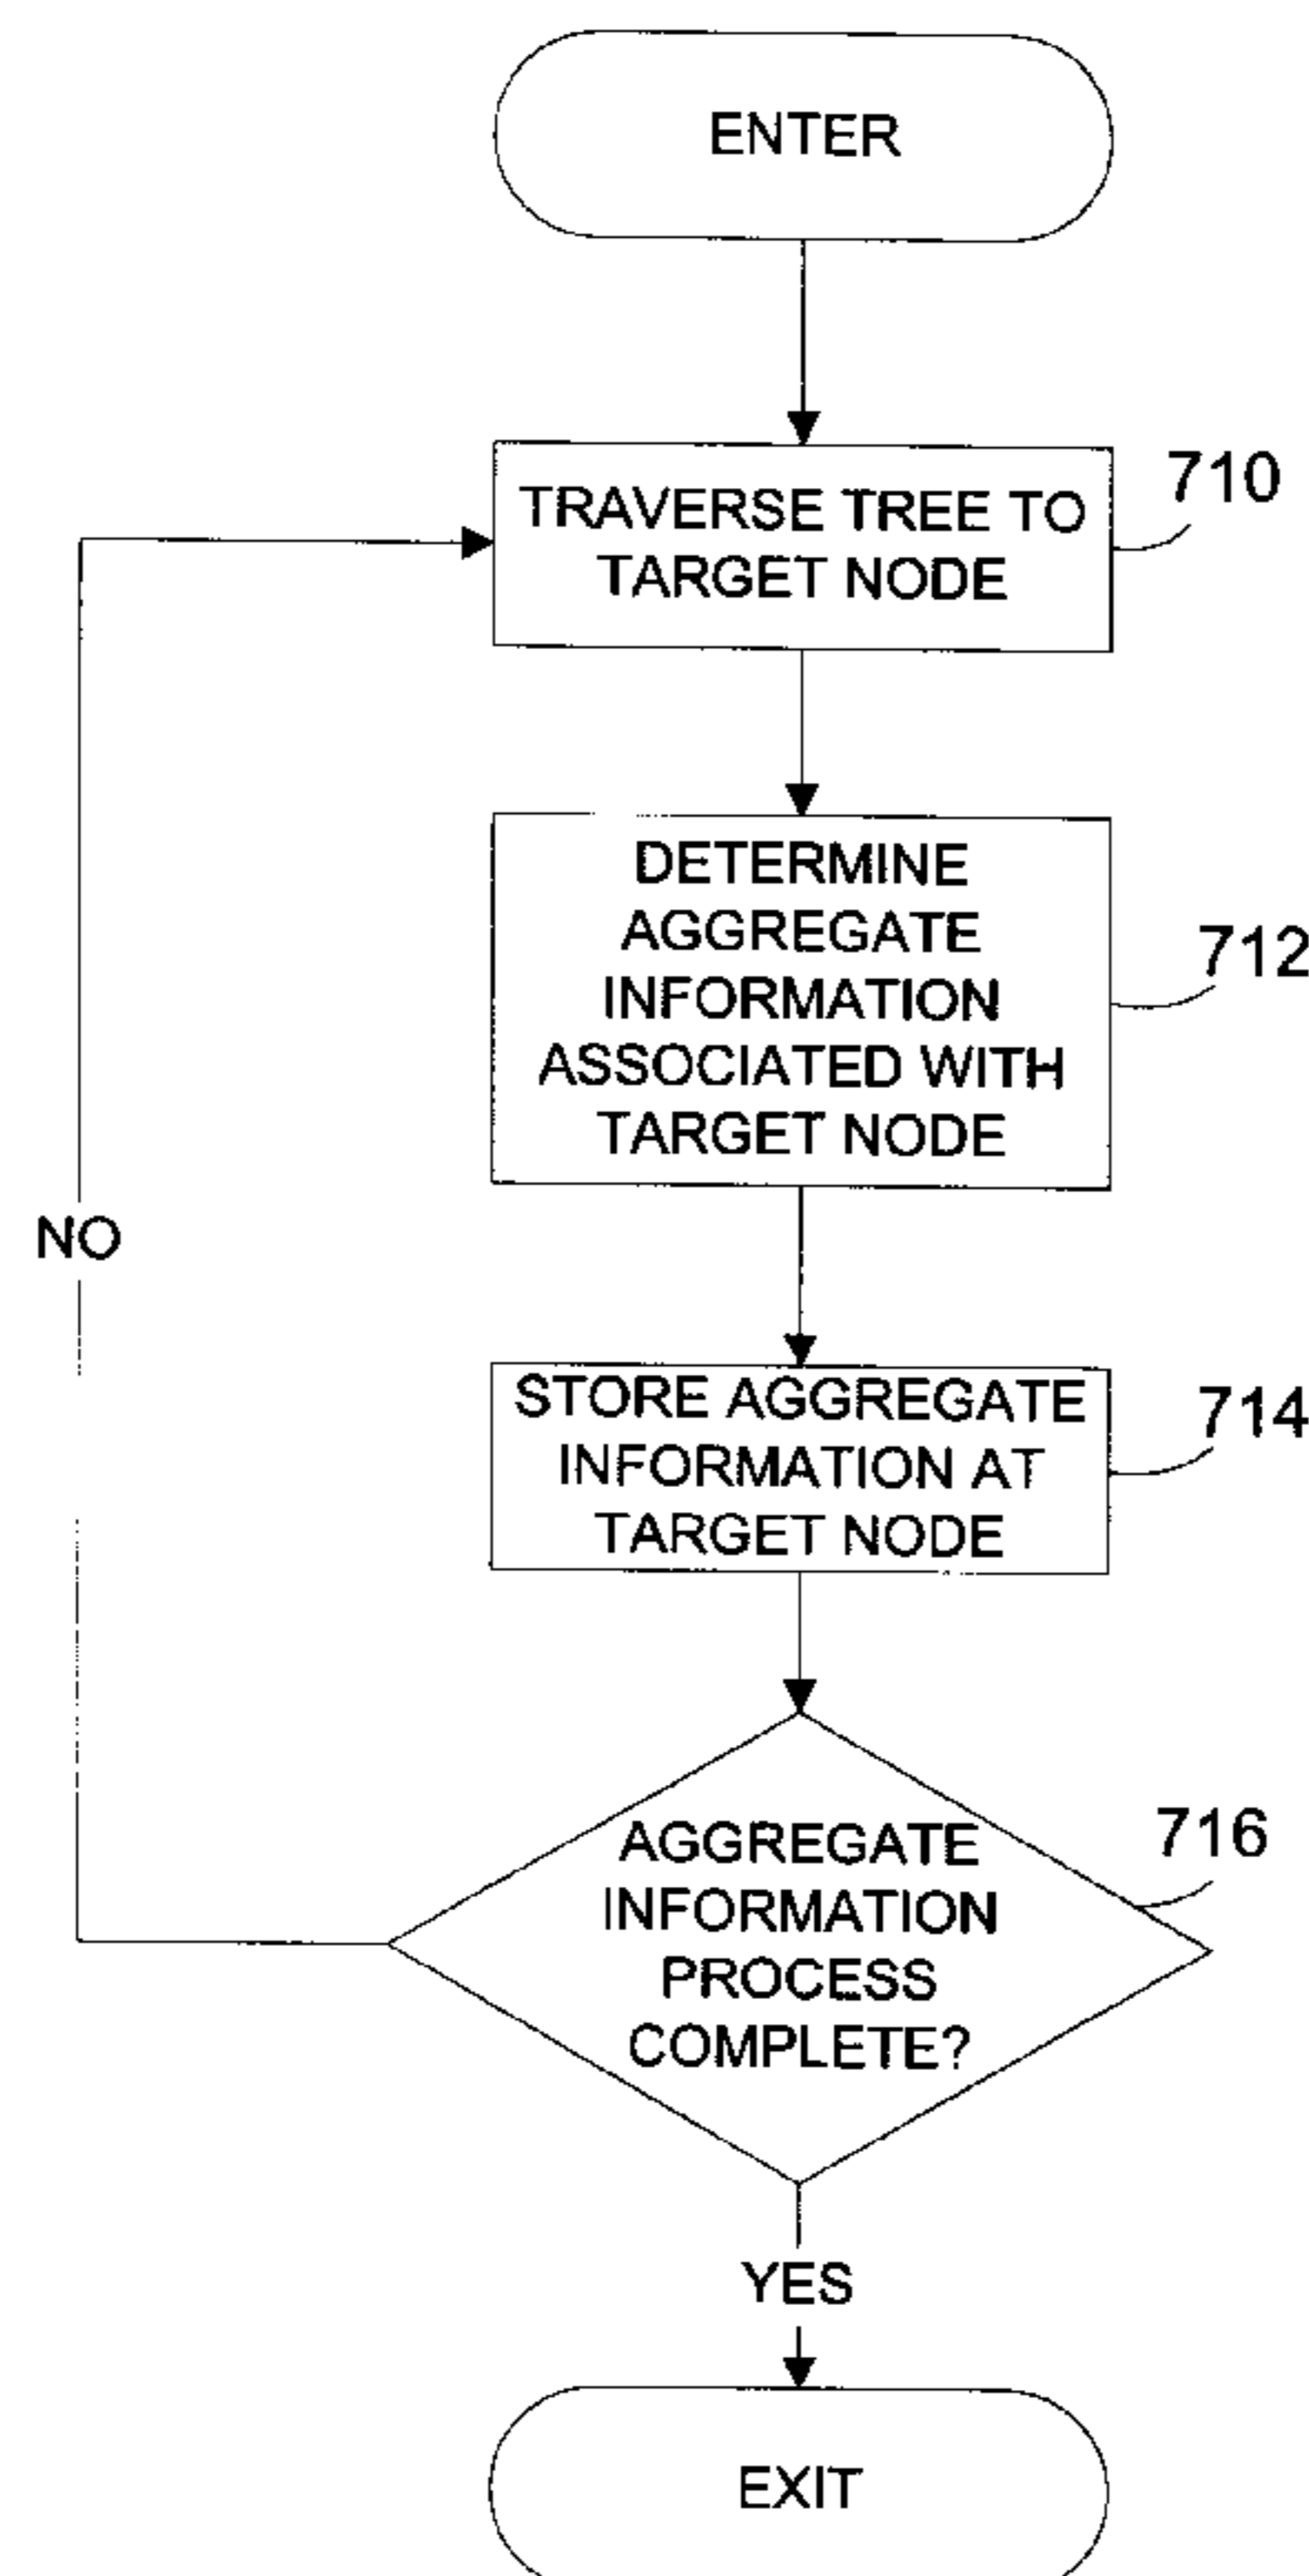 ENTER
TRAVERSE TREE TO
TARGET NODE
710
DETERMINE
AGGREGATE
INFORMATION
ASSOCIATED WITH
TARGET NODE
712
NO
STORE AGGREGATE
INFORMATION AT
TARGET NODE
714
AGGREGATE
INFORMATION
PROCESS
COMPLETE?
716
YES
EXIT